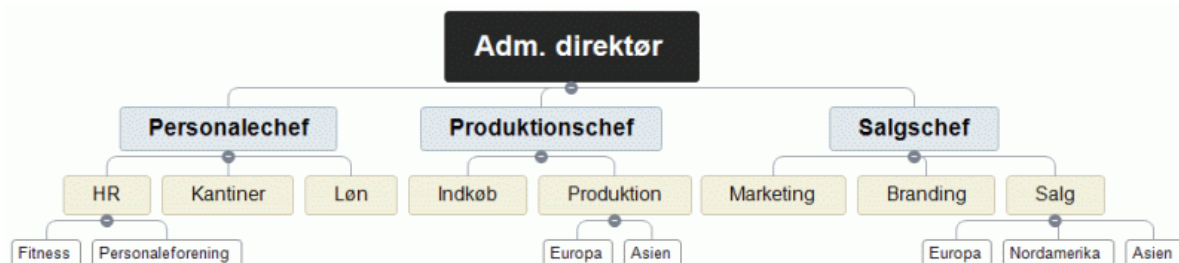 Adm. direktør
Personalechef Produktionschef Salgschef
HR Kantiner Løn Indkøb Produktion Marketing Branding Salg
Fitness Personaleforening Europa Asien Europa Nordamerika Asien